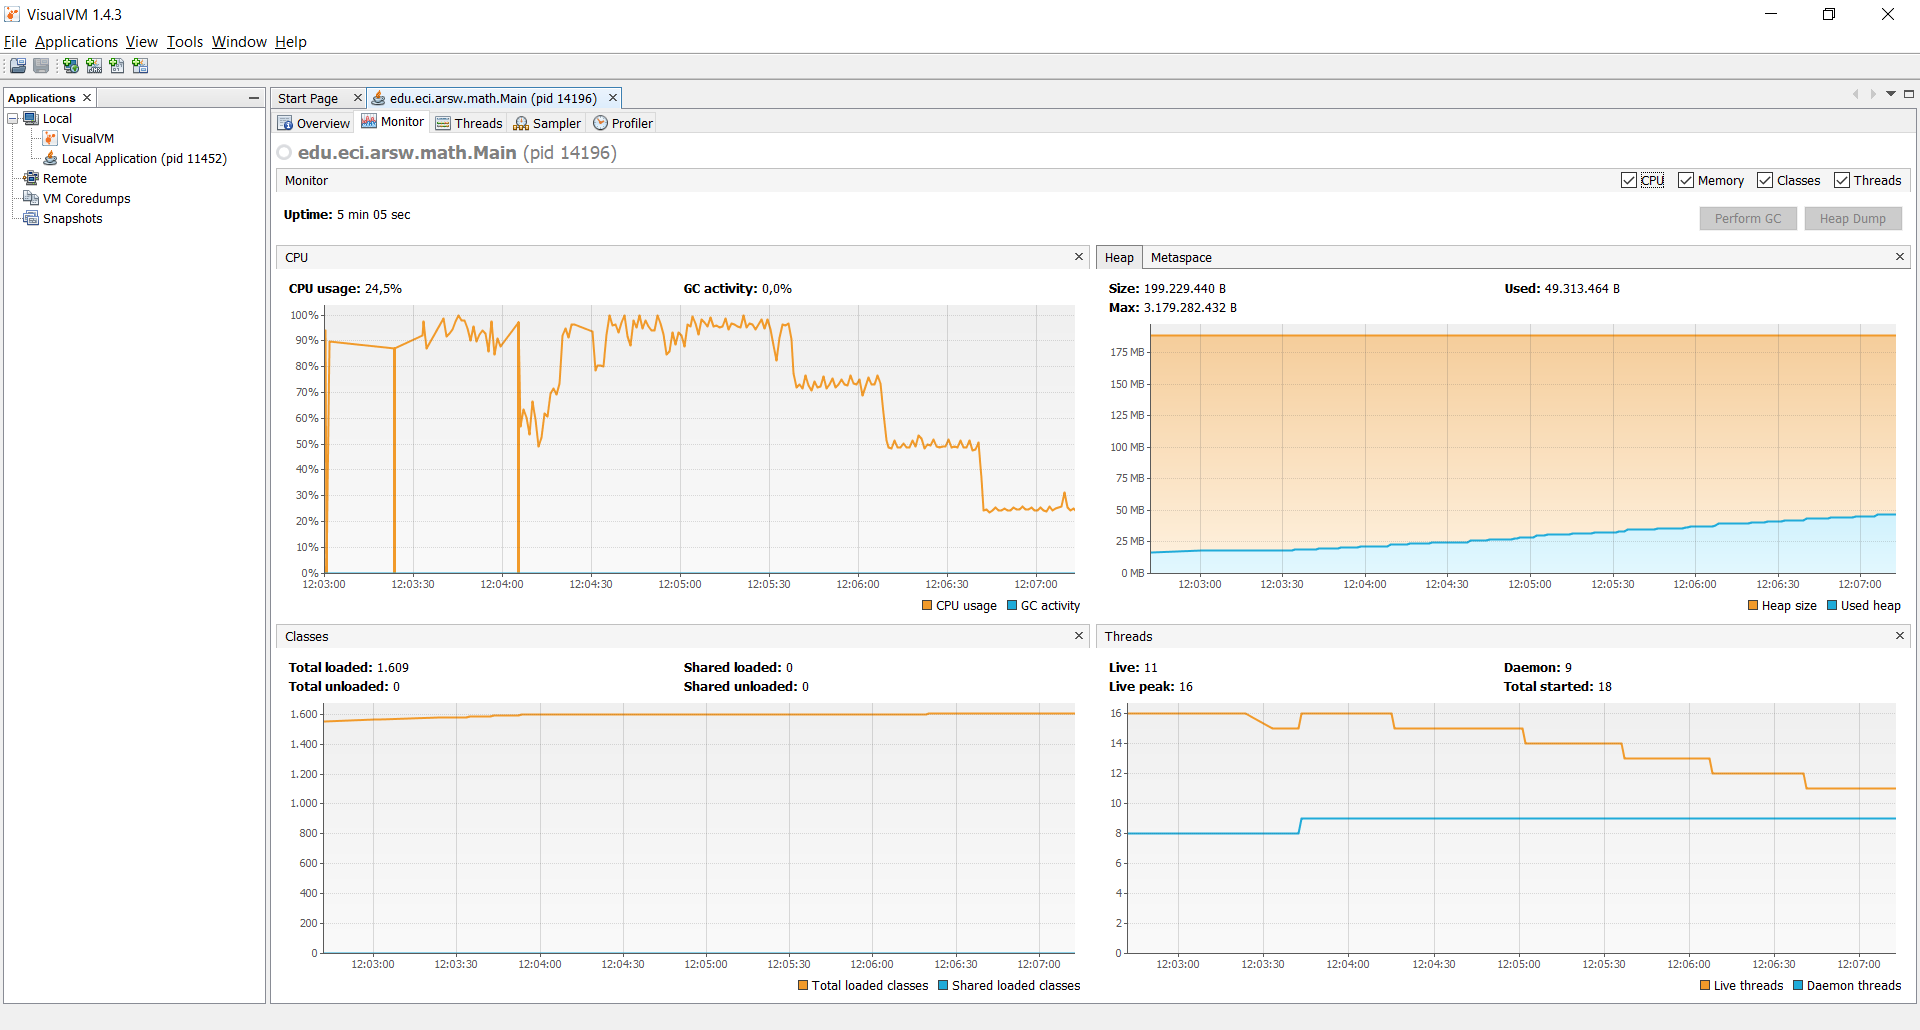 VisualVM 1.4.3
File Applications View Tools Window Help
Applications
Local
VisualVM
Local Application (pid 11452)
Remote
VM Coredumps
Snapshots
Start Page edu.eci.arsw.math.Main (pid 14196)
Overview Monitor Threads Sampler Profiler
edu.eci.arsw.math.Main (pid 14196)
Monitor CPU Memory Classes Threads
Uptime: 5 min 05 sec
Perform GC Heap Dump
CPU
CPU usage: 24,5% GC activity: 0,0%
100%
90%
80%
70%
60%
50%
40%
30%
20%
10%
0%
12:03:00 12:03:30 12:04:00 12:04:30 12:05:00 12:05:30 12:06:00 12:06:30 12:07:00
CPU usage GC activity
Heap Metaspace
Size: 199.229.440 B Used: 49.313.464 B
Max: 3.179.282.432 B
175 MB
150 MB
125 MB
100 MB
75 MB
50 MB
25 MB
0 MB
12:03:00 12:03:30 12:04:00 12:04:30 12:05:00 12:05:30 12:06:00 12:06:30 12:07:00
Heap size Used heap
Classes
Total loaded: 1.609 Shared loaded: 0
Total unloaded: 0 Shared unloaded: 0
1.600
1.400
1.200
1.000
800
600
400
200
0
12:03:00 12:03:30 12:04:00 12:04:30 12:05:00 12:05:30 12:06:00 12:06:30 12:07:00
Total loaded classes Shared loaded classes
Threads
Live: 11 Daemon: 9
Live peak: 16 Total started: 18
16
14
12
10
8
6
4
2
0
12:03:00 12:03:30 12:04:00 12:04:30 12:05:00 12:05:30 12:06:00 12:06:30 12:07:00
Live threads Daemon threads